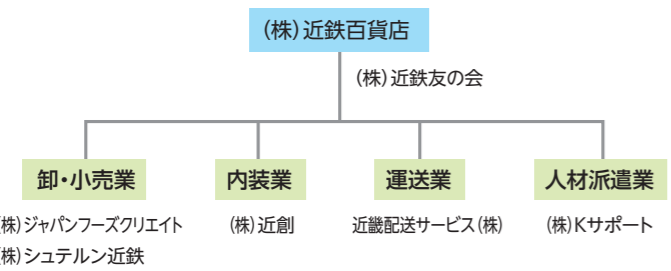 (株)近鉄百貨店
(株)近鉄友の会
卸・小売業
内装業
運送業
人材派遣業
(株)ジャパンフーズクリエイト
(株)近創
近畿配送サービス(株)
(株)Kサポート
(株)シュテルン近鉄